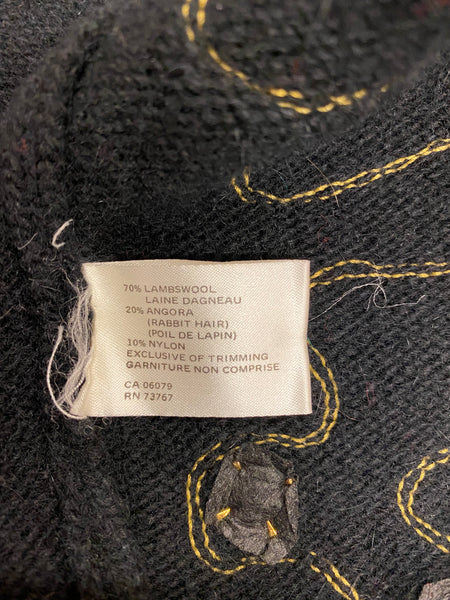 70% LAMBSWOOL
LAINE DAGNEAU
20% ANGORA
(RABBIT HAIR)
(POIL DE LAPIN)
10% NYLON
EXCLUSIVE OF TRIMMING
GARNITURE NON COMPRISE
CA 06079
RN 73767